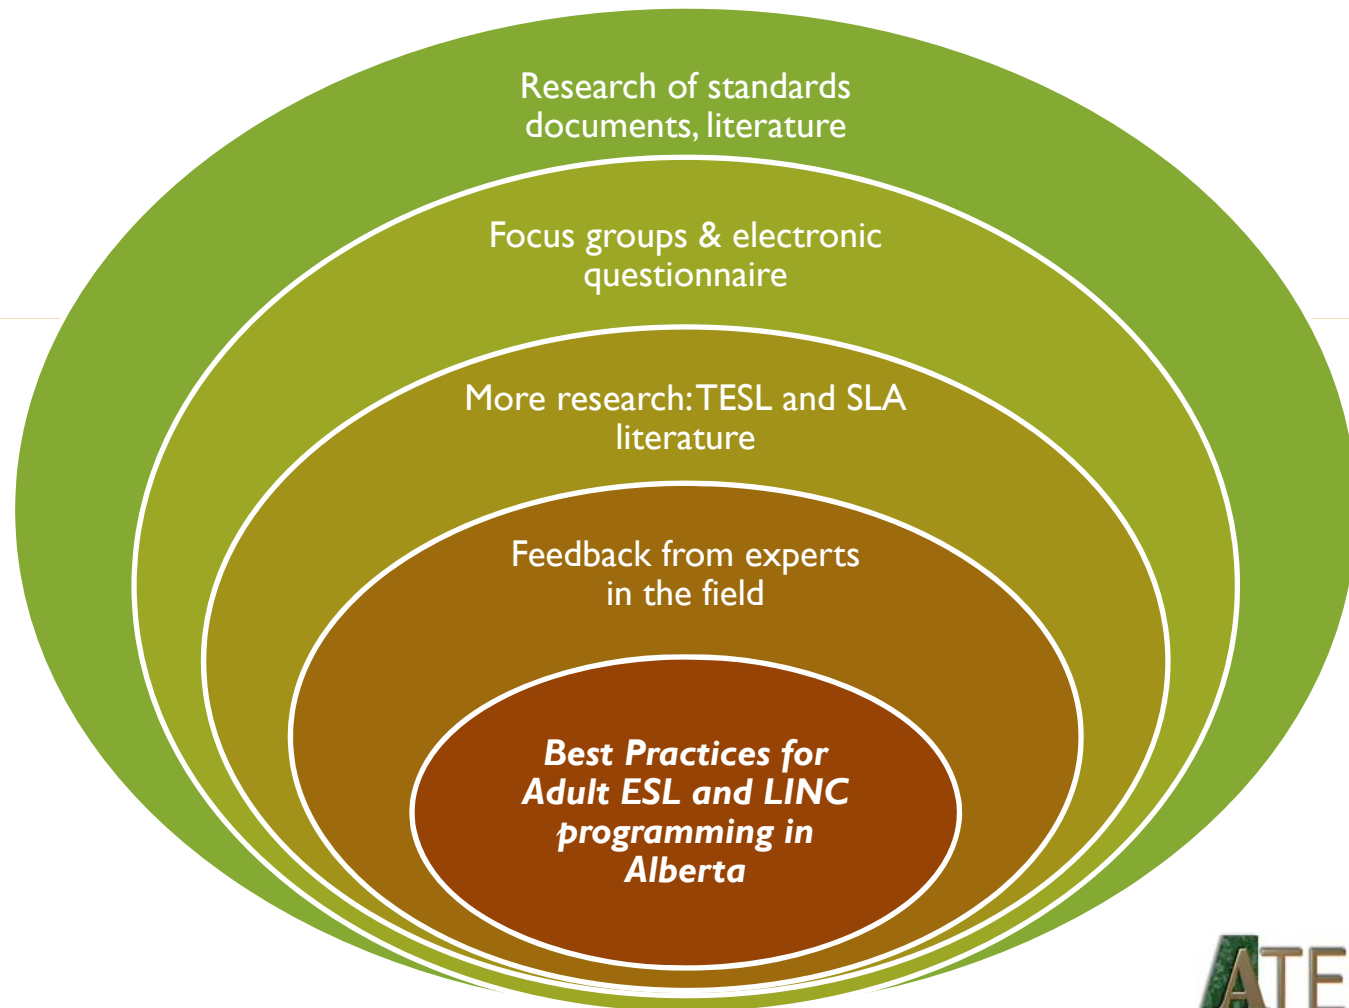 Research of standards
documents, literature
Focus groups & electronic
questionnaire
More research: TESL and SLA
literature
Feedback from experts
in the field
Best Practices for
Adult ESL and LINC
programming in
Alberta
ATE